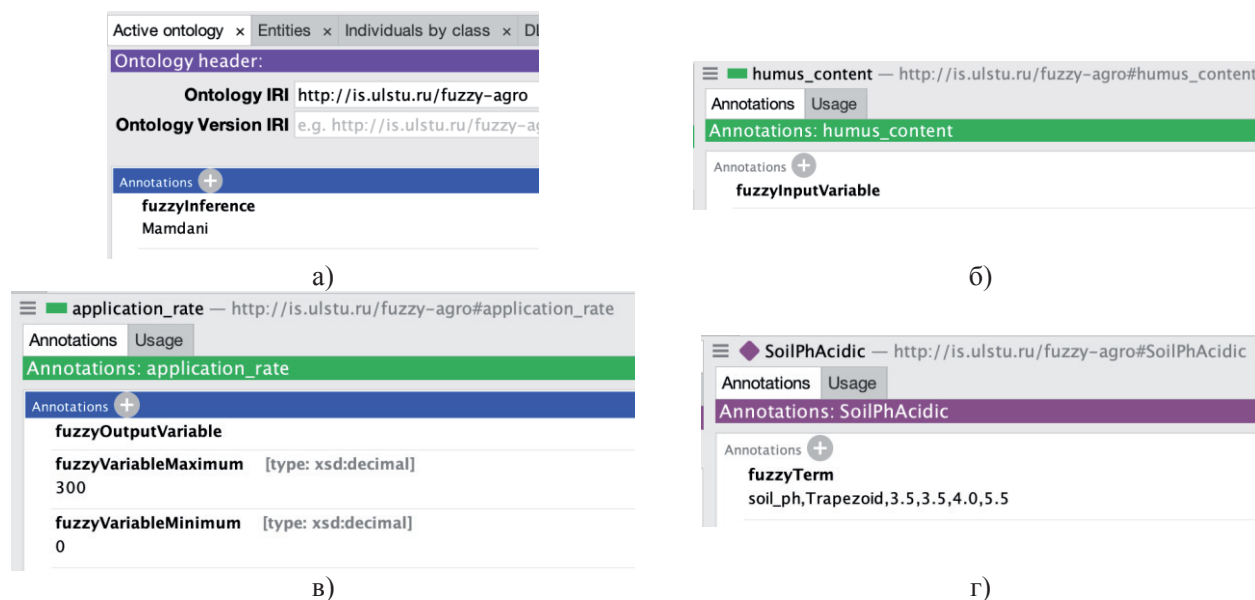 Active ontology × Entities × Individuals by class ×
Ontology header:
Ontology IRI http://is.ulstu.ru/fuzzy-agro
Ontology Version IRI e.g. http://is.ulstu.ru/fuzzy-a
Annotations +
fuzzyInference
Mamdani
а)
humus_content — http://is.ulstu.ru/fuzzy-agro#humus_content
Annotations Usage
Annotations: humus_content
Annotations +
fuzzyInputVariable
б)
application_rate — http://is.ulstu.ru/fuzzy-agro#application_rate
Annotations Usage
Annotations: application_rate
Annotations +
fuzzyOutputVariable
fuzzyVariableMaximum [type: xsd:decimal]
300
fuzzyVariableMinimum [type: xsd:decimal]
0
в)
SoilPhAcidic — http://is.ulstu.ru/fuzzy-agro#SoilPhAcidic
Annotations Usage
Annotations: SoilPhAcidic
Annotations +
fuzzyTerm
soil_ph,Trapezoid,3.5,3.5,4.0,5.5
г)